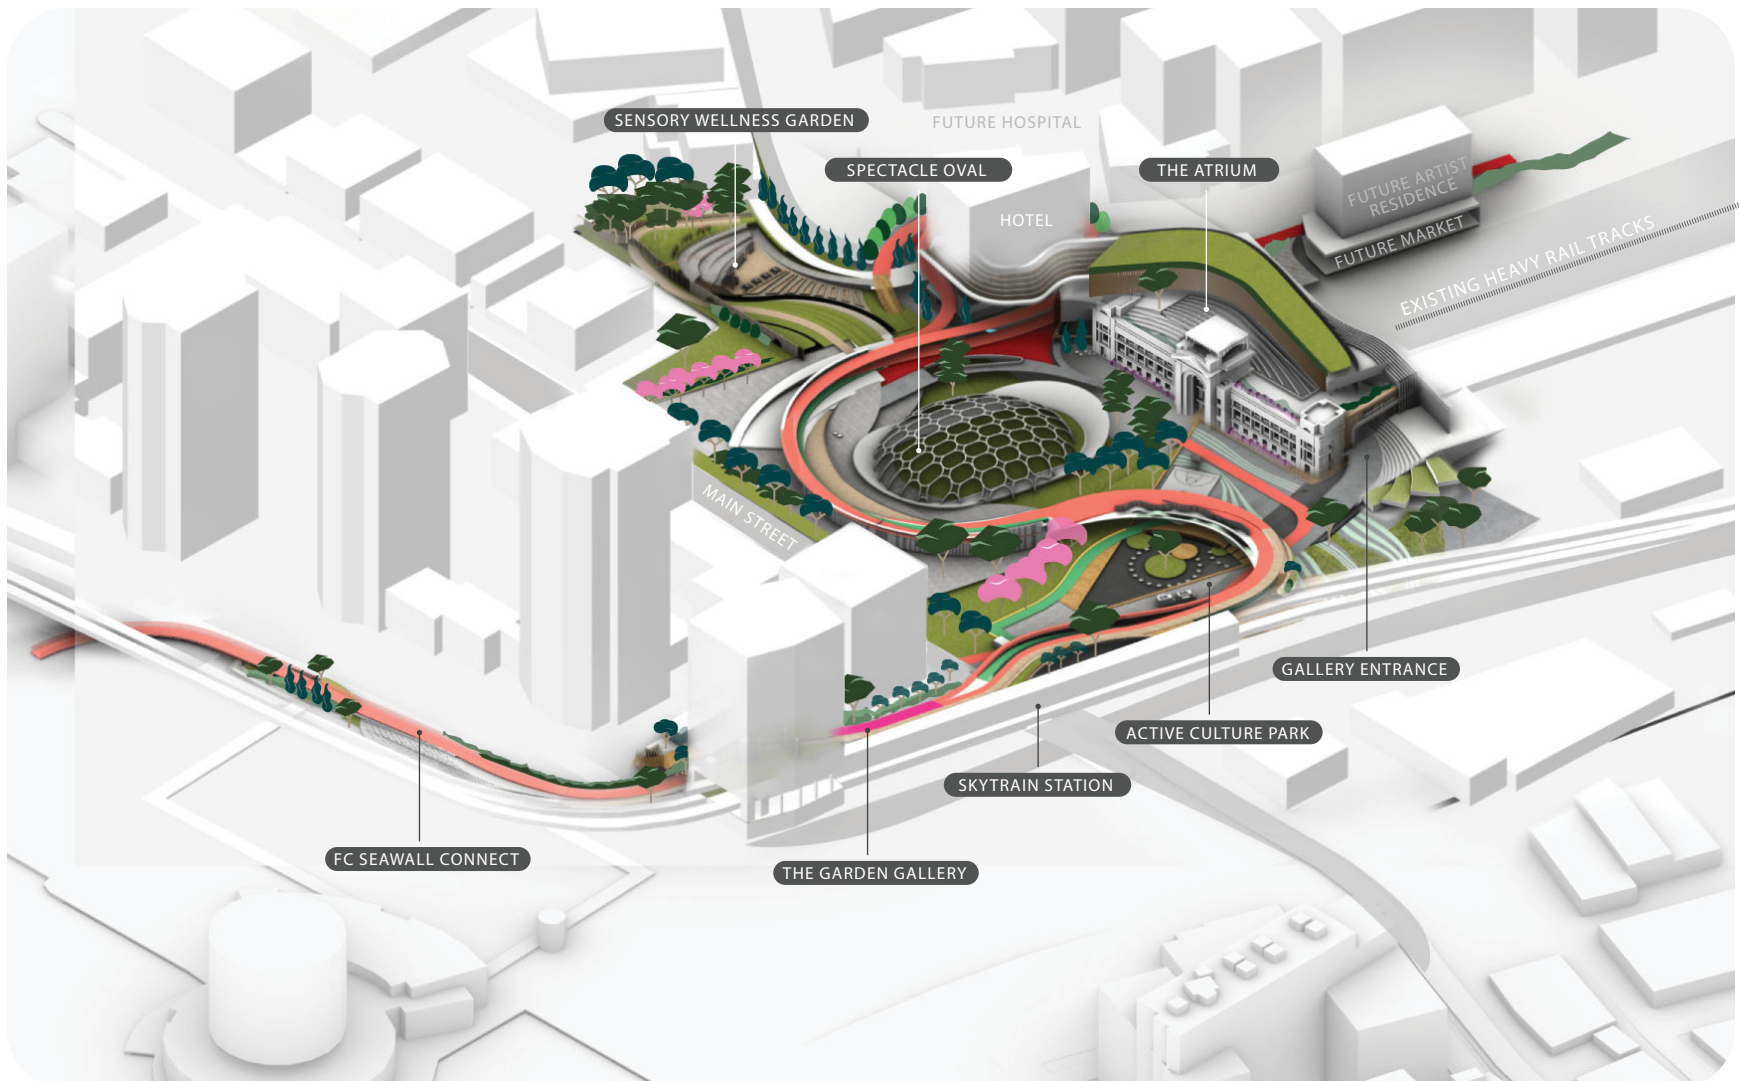 SENSORY WELLNESS GARDEN
FUTURE HOSPITAL
SPECTACLE OVAL
THE ATRIUM
FUTURE ARTIST
RESIDENCE
HOTEL
FUTURE MARKET
EXISTING HEAVY RAIL TRACKS
MAIN STREET
GALLERY ENTRANCE
ACTIVE CULTURE PARK
SKYTRAIN STATION
FC SEAWALL CONNECT
THE GARDEN GALLERY